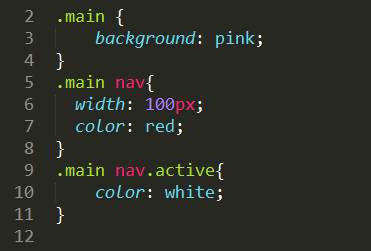 2 .main {
3     background: pink;
4 }
5 .main nav{
6   width: 100px;
7   color: red;
8 }
9 .main nav.active{
10     color: white;
11 }
12